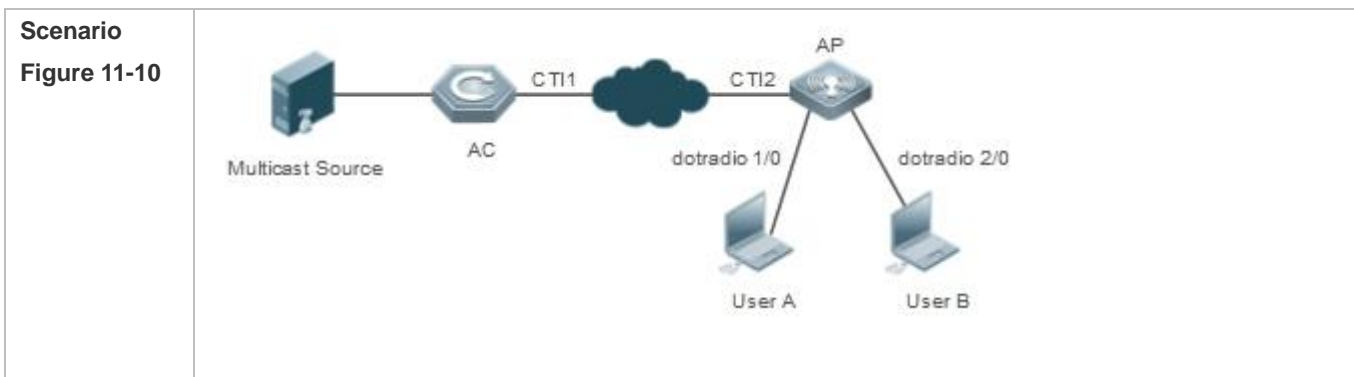 Scenario
Figure 11-10
AP
CTI1
CTI2
AC
Multicast Source
dotradio 1/0
dotradio 2/0
User A
User B